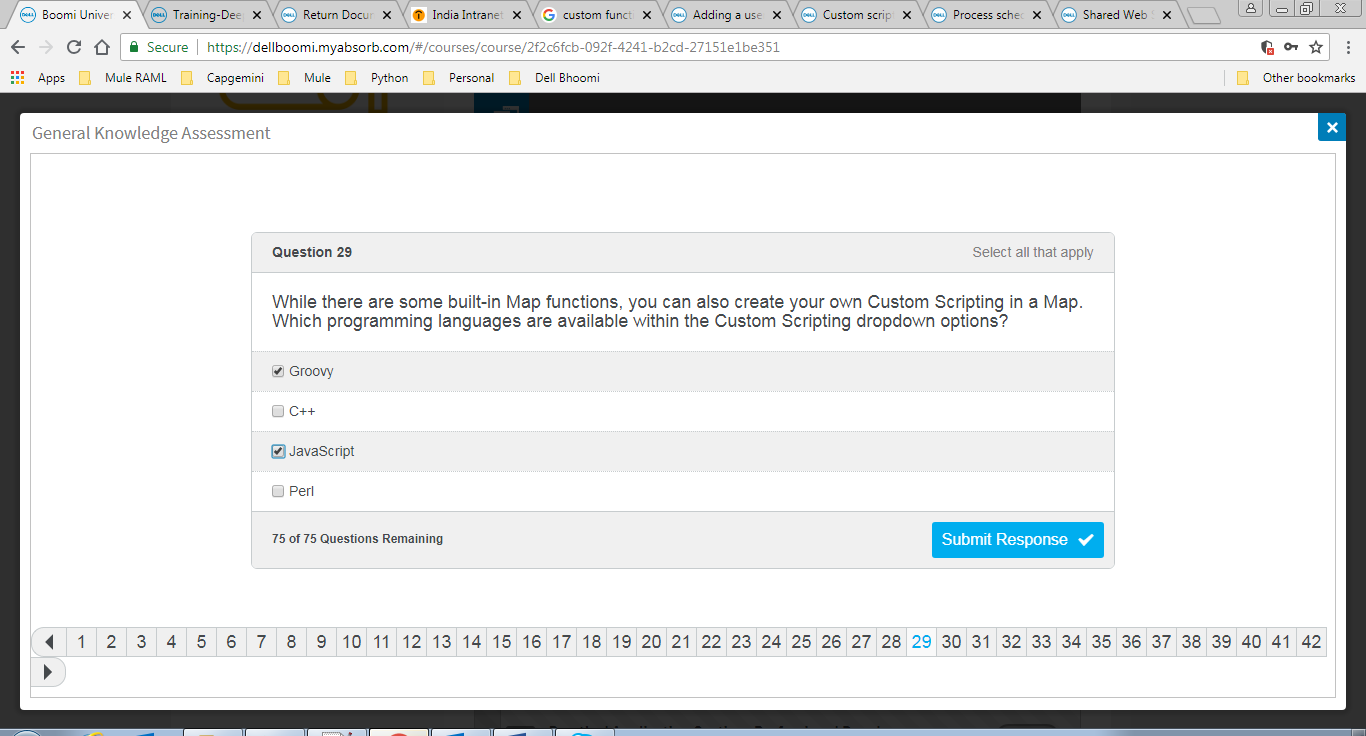 Boomi Univer
Training-Dee
Return Docur
India Intranet
custom funct
Adding a use
Custom scrip
Process sche
Shared Web
Secure
https://dellboomi.myabsorb.com/#/courses/course/2f2c6fcb-092f-4241-b2cd-27151e1be351
Apps Mule RAML Capgemini Mule Python Personal Dell Bhoomi Other bookmarks
General Knowledge Assessment
Question 29 Select all that apply
While there are some built-in Map functions, you can also create your own Custom Scripting in a Map.
Which programming languages are available within the Custom Scripting dropdown options?
Groovy
C++
JavaScript
Perl
75 of 75 Questions Remaining Submit Response
1 2 3 4 5 6 7 8 9 10 11 12 13 14 15 16 17 18 19 20 21 22 23 24 25 26 27 28 29 30 31 32 33 34 35 36 37 38 39 40 41 42